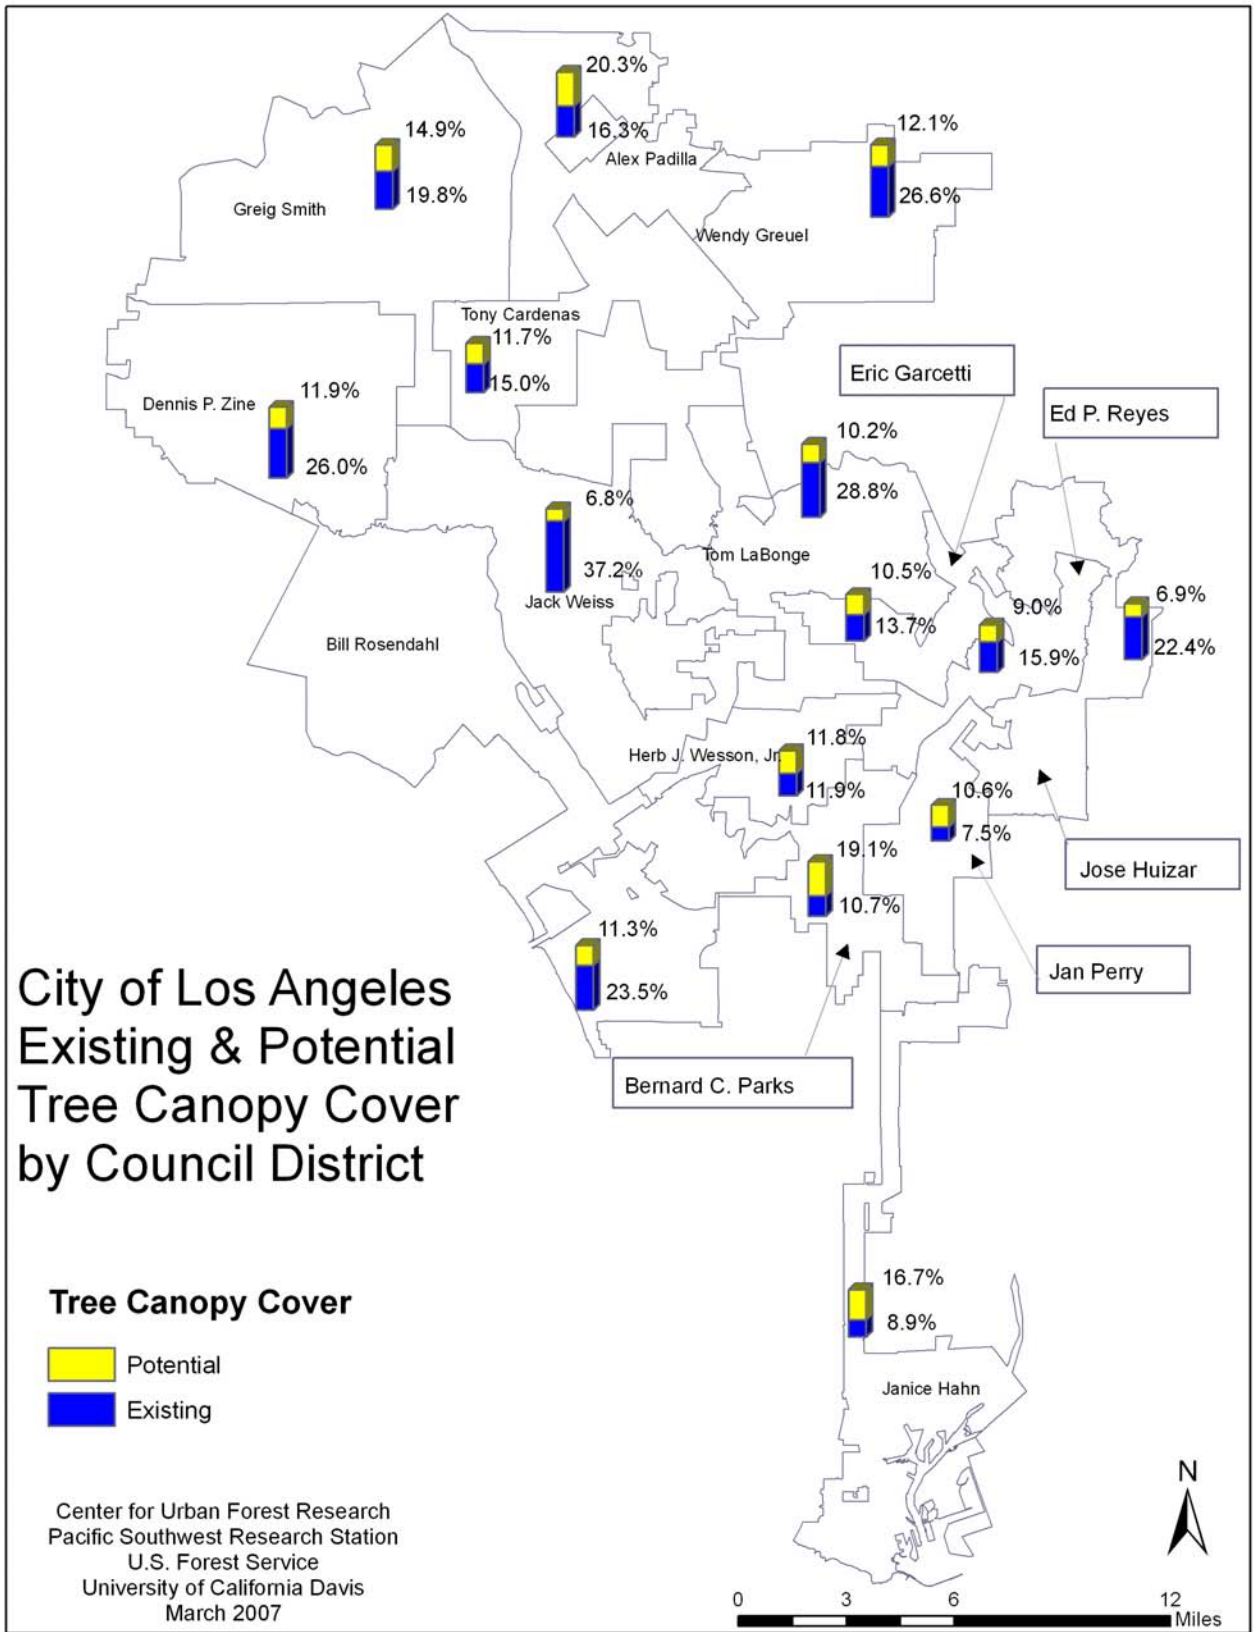 20.3%
16.3%
Alex Padilla
14.9%
19.8%
Greig Smith
12.1%
26.6%
Wendy Greuel
Tony Cardenas
11.7%
15.0%
Dennis P. Zine
11.9%
26.0%
Eric Garcetti
Ed P. Reyes
10.2%
28.8%
6.8%
37.2%
Jack Weiss
Tom LaBonge
10.5%
13.7%
9.0%
15.9%
6.9%
22.4%
Bill Rosendahl
Herb J. Wesson, Jr.
11.8%
11.9%
10.6%
7.5%
19.1%
10.7%
Jose Huizar
Jan Perry
11.3%
23.5%
Bernard C. Parks
City of Los Angeles
Existing & Potential
Tree Canopy Cover
by Council District
16.7%
8.9%
Janice Hahn
Tree Canopy Cover
Potential
Existing
Center for Urban Forest Research
Pacific Southwest Research Station
U.S. Forest Service
University of California Davis
March 2007
N
0 3 6 12
Miles